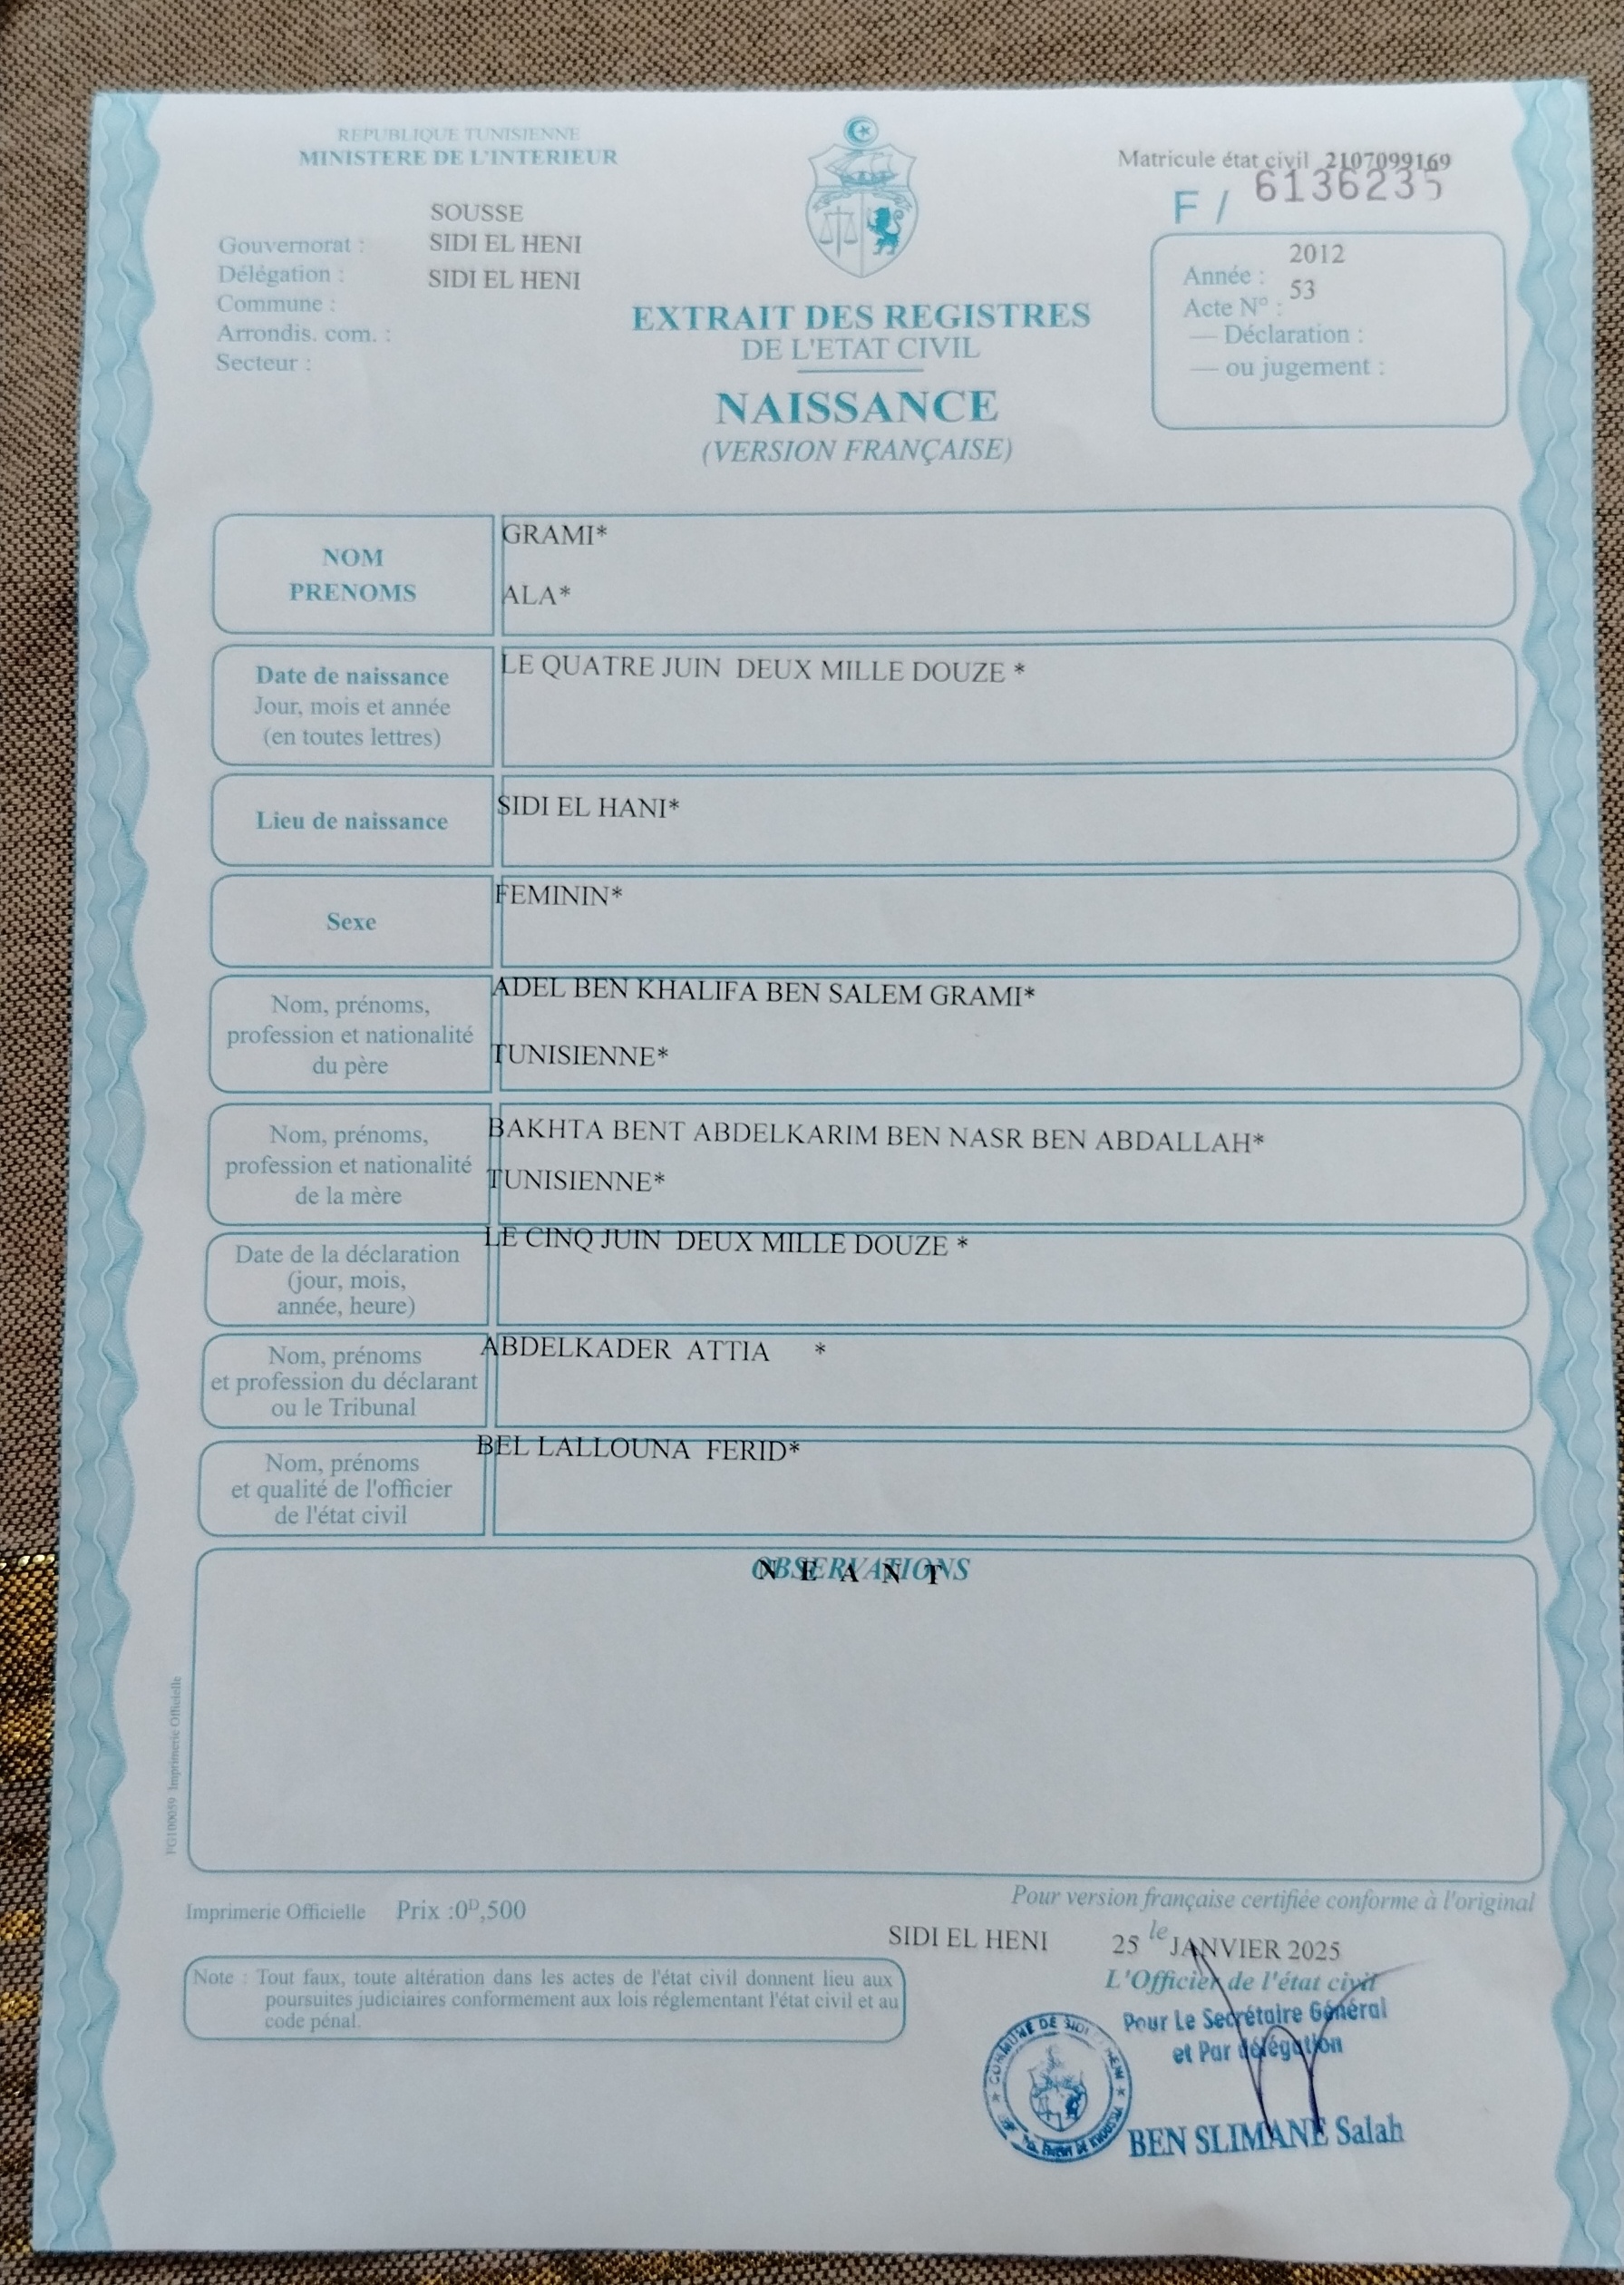 REPUBLIQUE TUNISIENNE
MINISTERE DE L'INTERIEUR
SOUSSE
Gouvernorat : SIDI EL HENI
Délégation : SIDI EL HENI
Commune :
Arrondis. com. :
Secteur :
Matricule état civil 2107099169
F / 6136235
2012
Année :
53
Acte N° :
— Déclaration :
— ou jugement :
EXTRAIT DES REGISTRES
DE L'ETAT CIVIL
NAISSANCE
(VERSION FRANÇAISE)
NOM
PRENOMS
GRAMI*
ALA*
Date de naissance
Jour, mois et année
(en toutes lettres)
LE QUATRE JUIN DEUX MILLE DOUZE *
Lieu de naissance
SIDI EL HANI*
Sexe
FEMININ*
Nom, prénoms,
profession et nationalité
du père
ADEL BEN KHALIFA BEN SALEM GRAMI*
TUNISIENNE*
Nom, prénoms,
profession et nationalité
de la mère
BAKHTA BENT ABDELKARIM BEN NASR BEN ABDALLAH*
TUNISIENNE*
Date de la déclaration
(jour, mois,
année, heure)
LE CINQ JUIN DEUX MILLE DOUZE *
Nom, prénoms
et profession du déclarant
ou le Tribunal
ABDELKADER ATTIA *
Nom, prénoms
et qualité de l'officier
de l'état civil
BEL LALLOUNA FERID*
OBSERVATIONS
N E A N T
FG100059 Imprimerie Officielle
Imprimerie Officielle Prix :0D,500
Pour version française certifiée conforme à l'original
SIDI EL HENI 25 le JANVIER 2025
L'Officier de l'état civil
Note : Tout faux, toute altération dans les actes de l'état civil donnent lieu aux
poursuites judiciaires conformement aux lois réglementant l'état civil et au
code pénal.
Pour Le Secrétaire Général
et Par délégation
COMMUNE DE SIDI EL HENI
BEN SLIMANE Salah